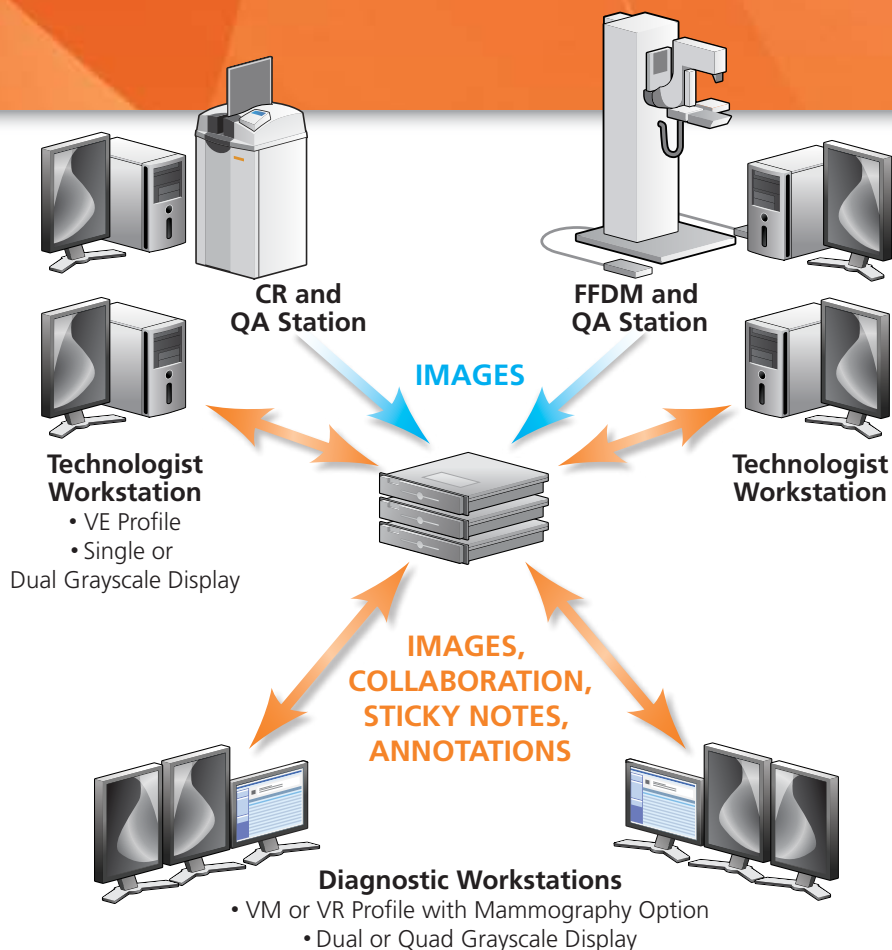 CR and
QA Station
FFDM and
QA Station
IMAGES
Technologist
Workstation
• VE Profile
• Single or
Dual Grayscale Display
Technologist
Workstation
IMAGES,
COLLABORATION,
STICKY NOTES,
ANNOTATIONS
Diagnostic Workstations
• VM or VR Profile with Mammography Option
• Dual or Quad Grayscale Display